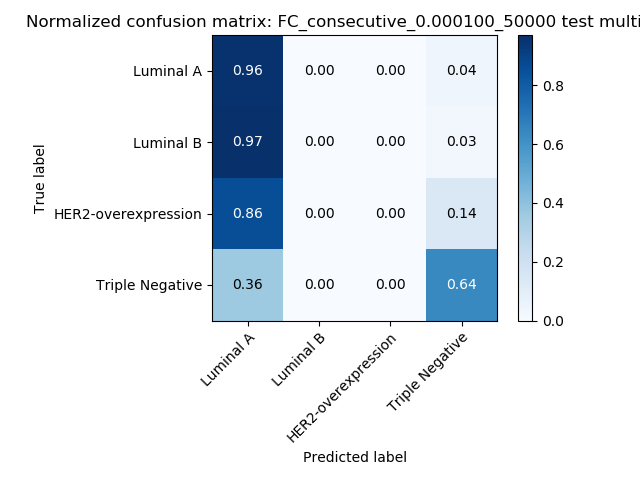 Normalized confusion matrix: FC_consecutive_0.000100_50000 test multi
Luminal A 0.96 0.00 0.00 0.04
Luminal B 0.97 0.00 0.00 0.03
HER2-overexpression 0.86 0.00 0.00 0.14
Triple Negative 0.36 0.00 0.00 0.64
True label
Luminal A
Luminal B
HER2-overexpression
Triple Negative
Predicted label
0.8
0.6
0.4
0.2
0.0